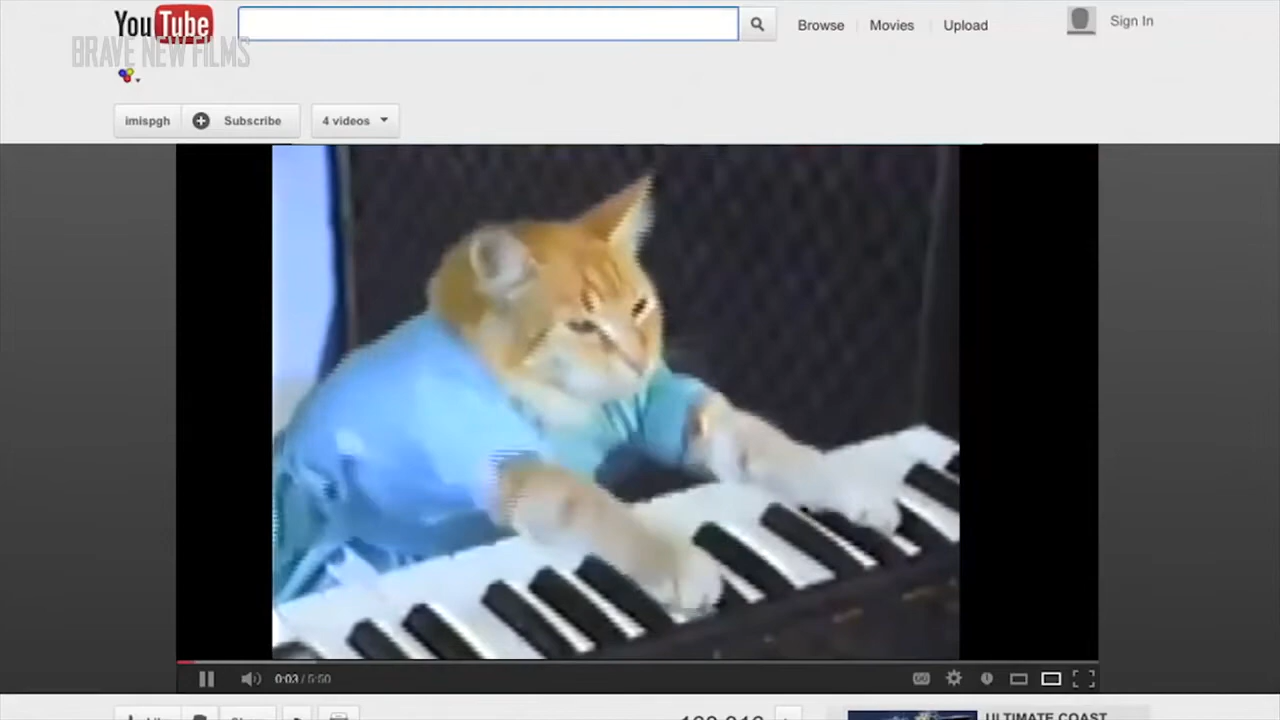 YouTube
Browse
Movies
Upload
Sign In
BRAVE NEW FILMS
imispgh
Subscribe
4 videos
0:03 / 5:50
ULTIMATE COAST